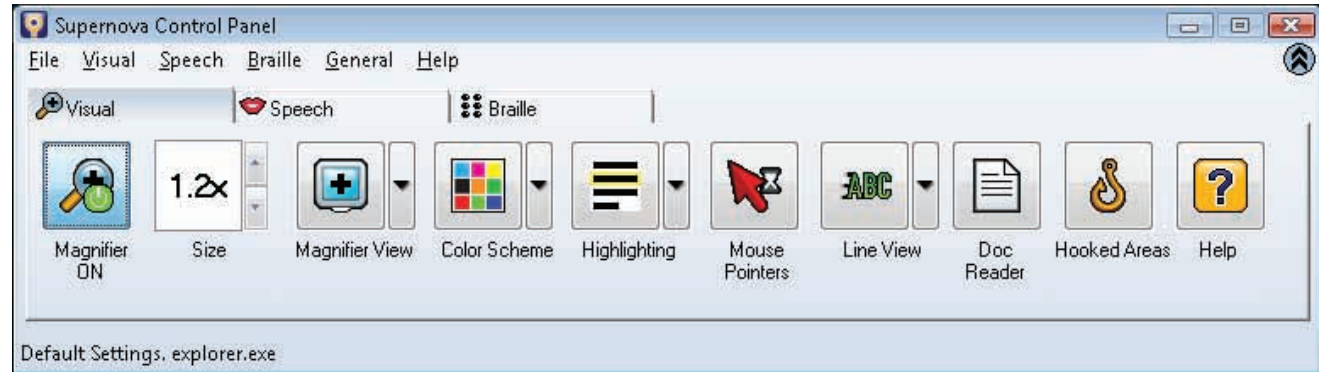 Supernova Control Panel
File Visual Speech Braille General Help
Visual Speech Braille
1.2x ABC ?
Magnifier ON Size Magnifier View Color Scheme Highlighting Mouse Pointers Line View Doc Reader Hooked Areas Help
Default Settings. explorer.exe